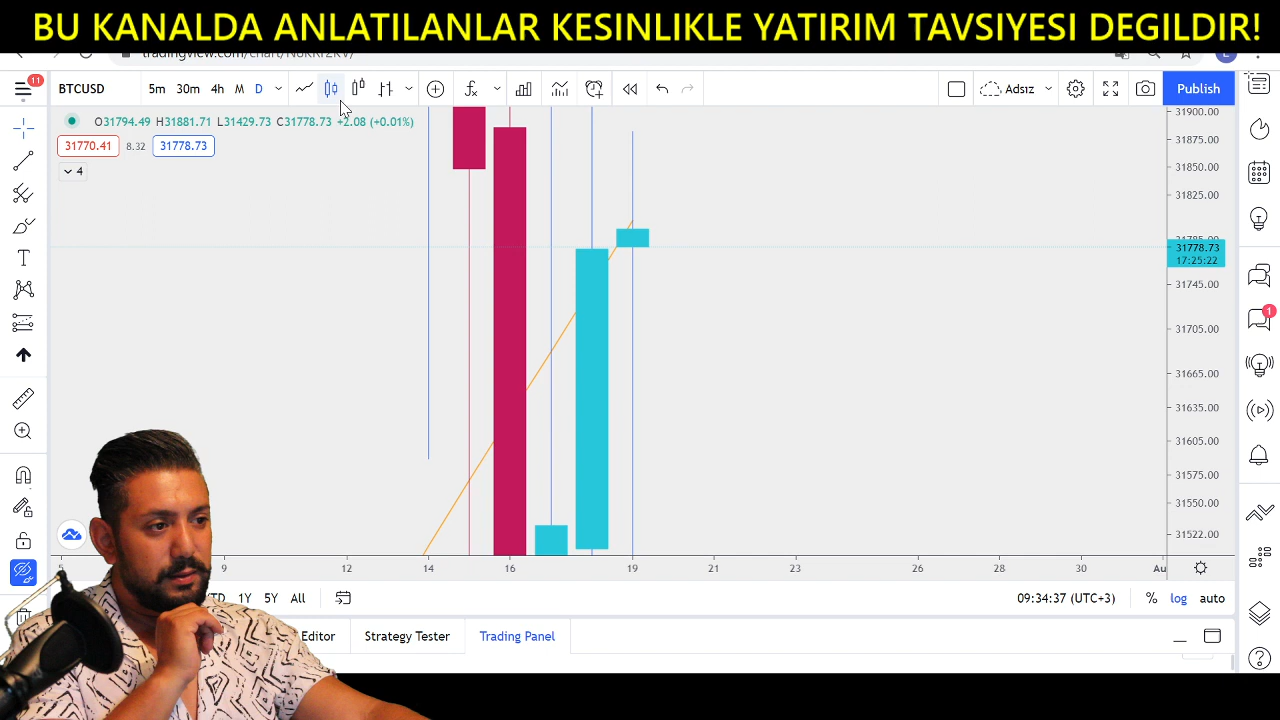 BU KANALDA ANLATILANLAR KESINLIKLE YATIRIM TAVSIYESI DEGILDIR!
11
BTCUSD
5m 30m 4h M D
Adsız
Publish
O31794.49 H31881.71 L31429.73 C31778.73 +2.08 (+0.01%)
31770.41 8.32 31778.73
4
31900.00
31875.00
31850.00
31825.00
31778.73
17:25:22
31745.00
31705.00
31665.00
31635.00
31605.00
31575.00
31550.00
31522.00
1
9 12 14 16 19 21 23 26 28 30 Au
1Y 5Y All
09:34:37 (UTC+3) % log auto
Editor Strategy Tester Trading Panel